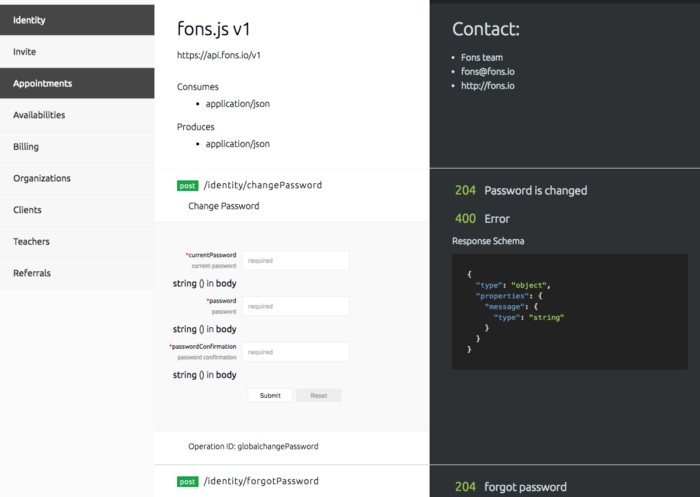 Identity
Invite
Appointments
Availabilities
Billing
Organizations
Clients
Teachers
Referrals
fons.js v1
https://api.fons.io/v1
Consumes
application/json
Produces
application/json
post /identity/changePassword
Change Password
*currentPassword
required
current password
string () in body
*password
required
password
string () in body
*passwordConfirmation
required
password confirmation
string () in body
Submit
Reset
Operation ID: globalchangePassword
post /identity/forgotPassword
Contact:
Fons team
fons@fons.io
http://fons.io
204 Password is changed
400 Error
Response Schema
{
"type": "object",
"properties": {
"message": {
"type": "string"
}
}
}
204 forgot password